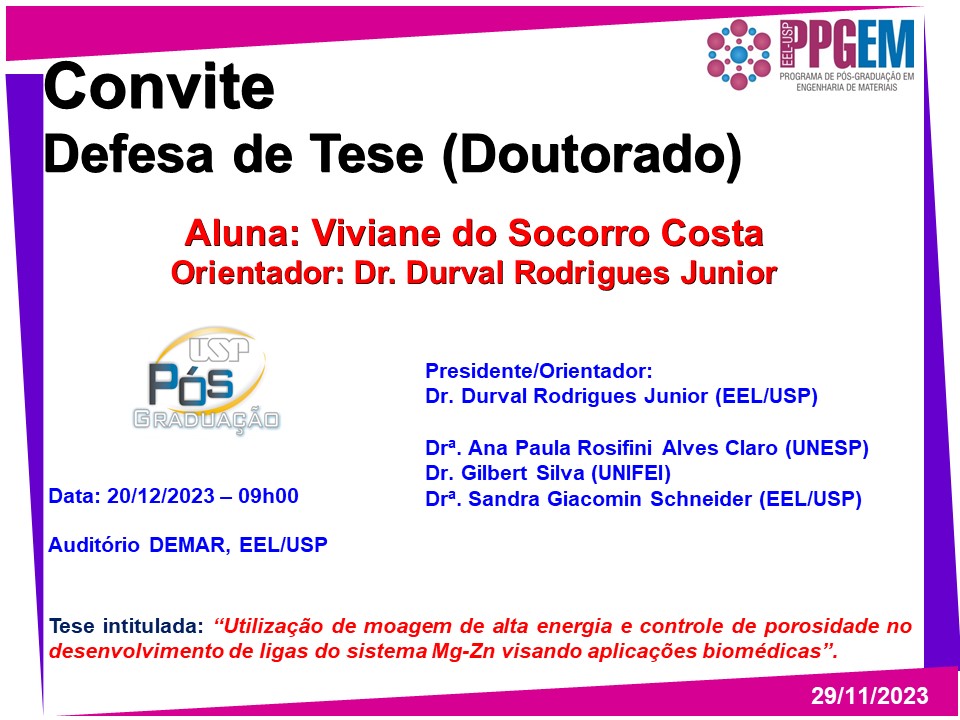 EEL-USP
PPGEM
PROGRAMA DE PÓS-GRADUAÇÃO EM
ENGENHARIA DE MATERIAIS
Convite
Defesa de Tese (Doutorado)
Aluna: Viviane do Socorro Costa
Orientador: Dr. Durval Rodrigues Junior
USP
Pós
GRADUAÇÃO
Presidente/Orientador:
Dr. Durval Rodrigues Junior (EEL/USP)
Drª. Ana Paula Rosifini Alves Claro (UNESP)
Dr. Gilbert Silva (UNIFEI)
Drª. Sandra Giacomin Schneider (EEL/USP)
Data: 20/12/2023 – 09h00
Auditório DEMAR, EEL/USP
Tese intitulada: “Utilização de moagem de alta energia e controle de porosidade no
desenvolvimento de ligas do sistema Mg-Zn visando aplicações biomédicas”.
29/11/2023